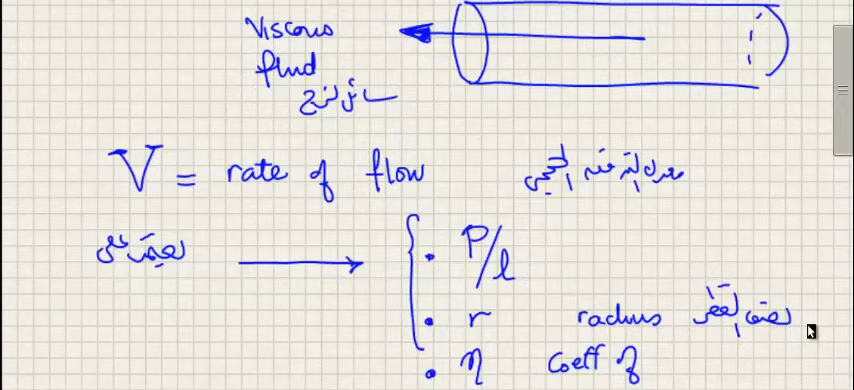 Viscous
fluid
سائل لزج
V = rate of flow معدل التدفق الحجمي
يعتمد على
P/l
r radius نصف القطر
η Coeff of